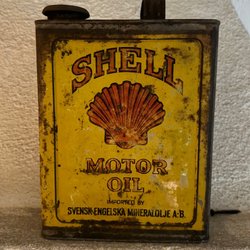 SHELL
MOTOR
OIL
IMPORTED BY
SVENSK-ENGELSKA MINERALOLJE A·B.